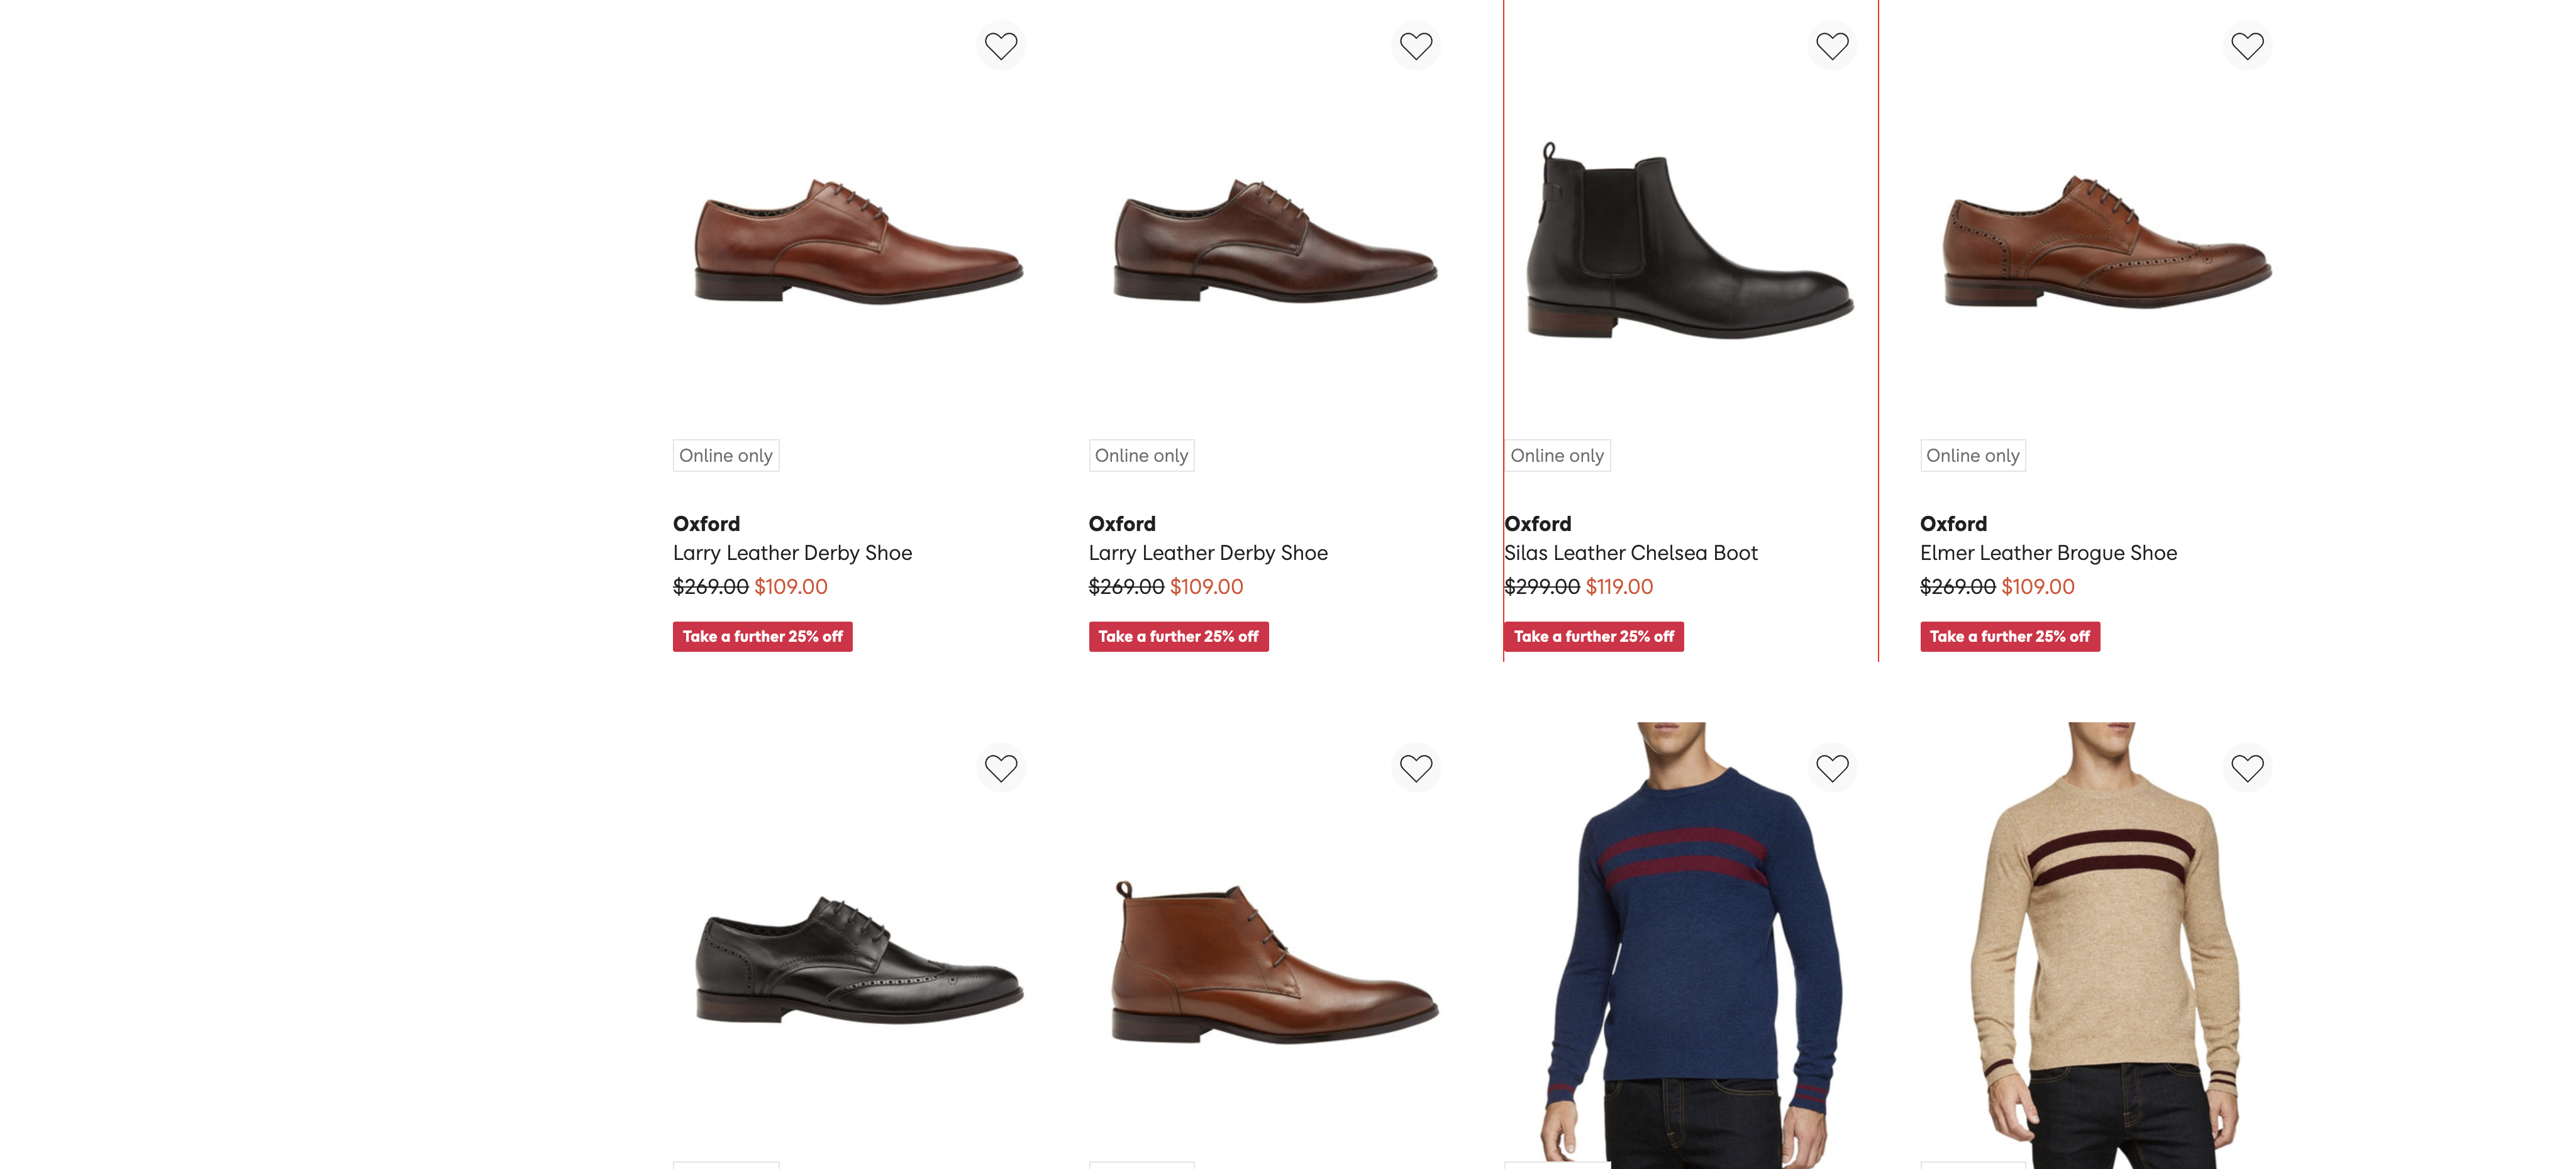 Online only
Oxford
Larry Leather Derby Shoe
$269.00 $109.00
Take a further 25% off
Online only
Oxford
Larry Leather Derby Shoe
$269.00 $109.00
Take a further 25% off
Online only
Oxford
Silas Leather Chelsea Boot
$299.00 $119.00
Take a further 25% off
Online only
Oxford
Elmer Leather Brogue Shoe
$269.00 $109.00
Take a further 25% off